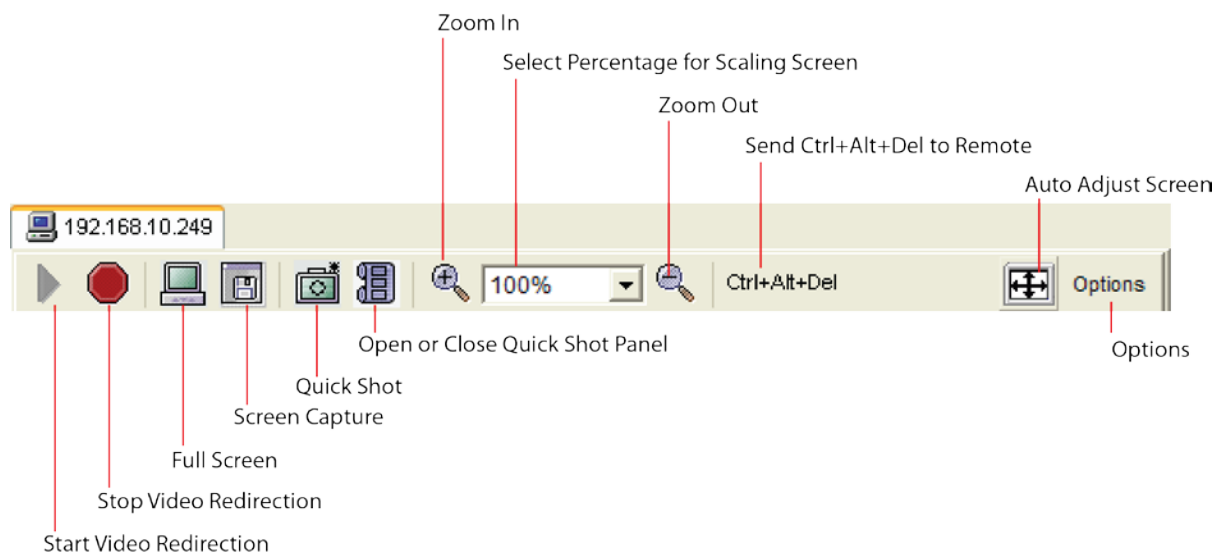 Zoom In
Select Percentage for Scaling Screen
Zoom Out
Send Ctrl+Alt+Del to Remote
Auto Adjust Screen
192.168.10.249
100%
Ctrl+Alt+Del
Options
Open or Close Quick Shot Panel
Options
Quick Shot
Screen Capture
Full Screen
Stop Video Redirection
Start Video Redirection